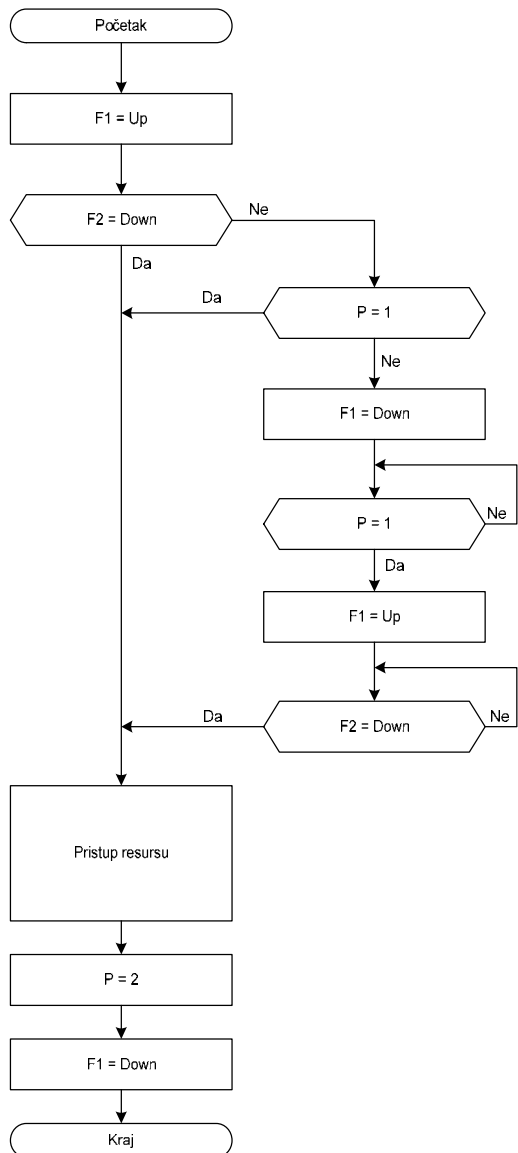 Početak
F1 = Up
F2 = Down
Ne
Da
Da
P = 1
Ne
F1 = Down
P = 1
Ne
Da
F1 = Up
Da
F2 = Down
Ne
Pristup resursu
P = 2
F1 = Down
Kraj